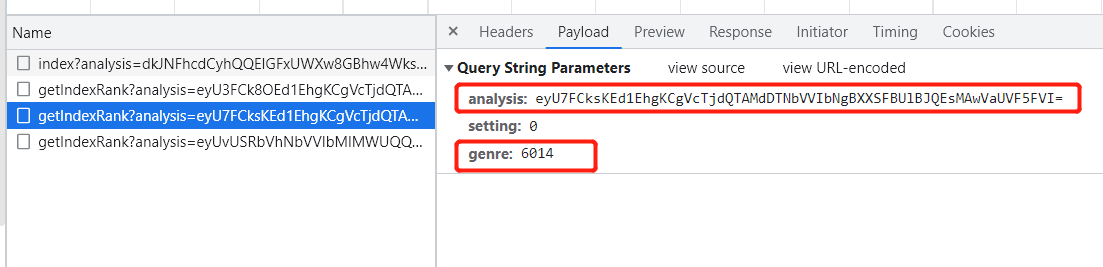 Name
index?analysis=dkJNFhcdCyhQQEIGFxUWXw8GBhw4Wks...
getIndexRank?analysis=eyU3FCk8OEd1EhgKCgVcTjdQTA...
getIndexRank?analysis=eyU7FCksKEd1EhgKCgVcTjdQTA...
getIndexRank?analysis=eyUvUSRbVhNbVVIbMIMWUQQ...
× Headers Payload Preview Response Initiator Timing Cookies
▼ Query String Parameters view source view URL-encoded
analysis: eyU7FCksKEd1EhgKCgVcTjdQTAMdDTNbVVIbNgBXXSFBU1BJQEsMAwVaUVF5FVI=
setting: 0
genre: 6014